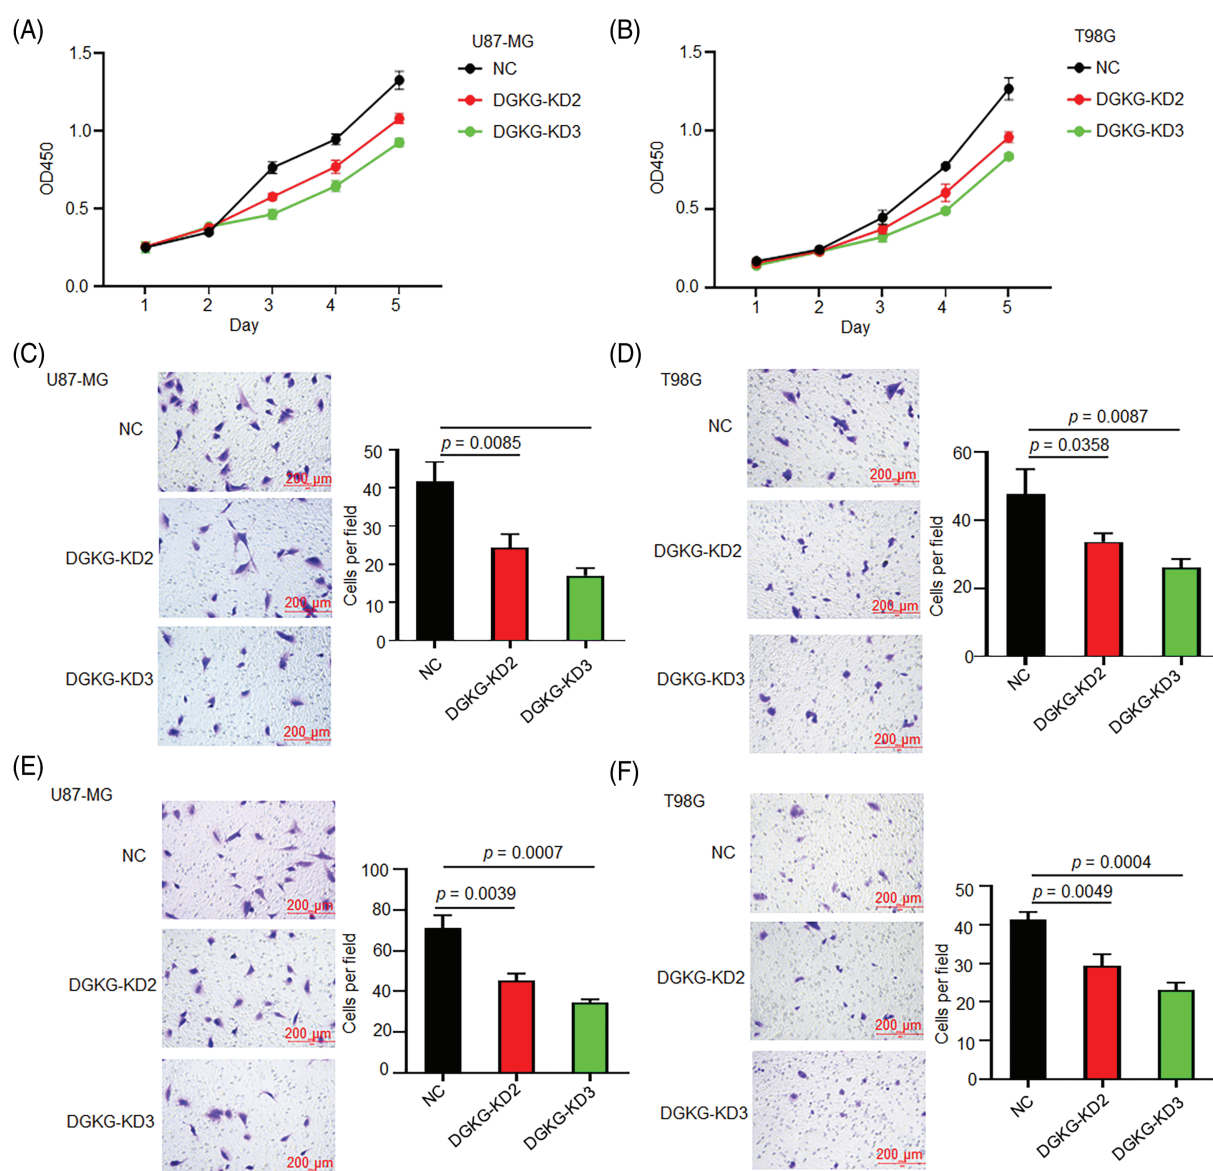 (A)
U87-MG
NC
DGKG-KD2
DGKG-KD3
1.5
1.0
0.5
0.0
OD450
1 2 3 4 5
Day
(B)
T98G
NC
DGKG-KD2
DGKG-KD3
1.5
1.0
0.5
0.0
OD450
1 2 3 4 5
Day
(C)
U87-MG
NC
200 µm
DGKG-KD2
200 µm
DGKG-KD3
200 µm
p = 0.0085
50
40
30
20
10
0
Cells per field
NC
DGKG-KD2
DGKG-KD3
(D)
T98G
NC
200 µm
DGKG-KD2
200 µm
DGKG-KD3
200 µm
p = 0.0087
p = 0.0358
60
40
20
0
Cells per field
NC
DGKG-KD2
DGKG-KD3
(E)
U87-MG
NC
200 µm
DGKG-KD2
200 µm
DGKG-KD3
200 µm
p = 0.0007
p = 0.0039
100
80
60
40
20
0
Cells per field
NC
DGKG-KD2
DGKG-KD3
(F)
T98G
NC
200 µm
DGKG-KD2
200 µm
DGKG-KD3
200 µm
p = 0.0004
p = 0.0049
50
40
30
20
10
0
Cells per field
NC
DGKG-KD2
DGKG-KD3